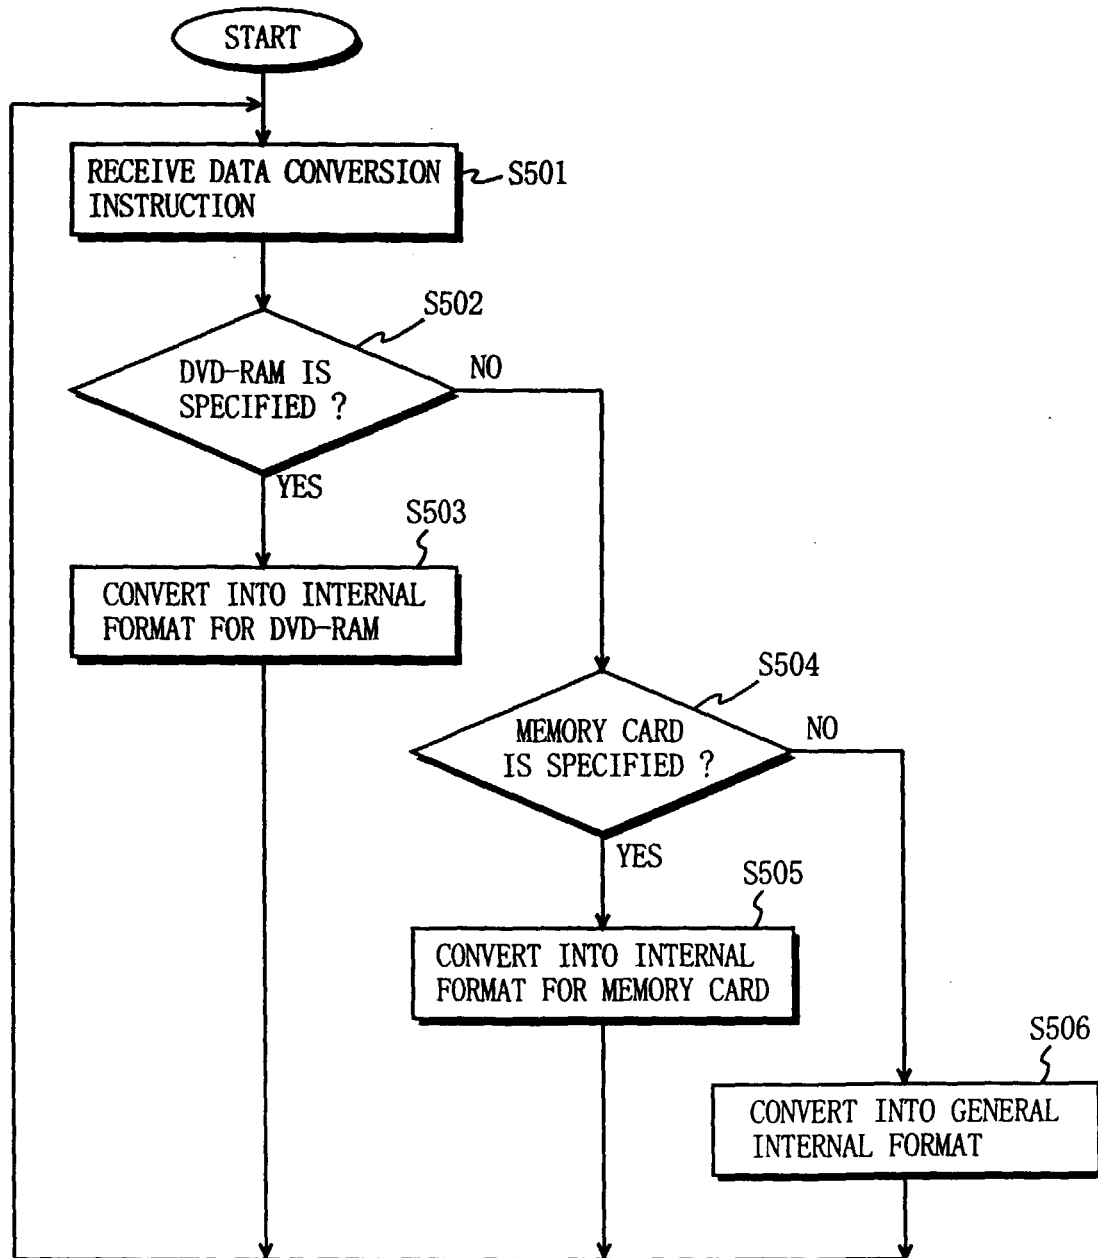 START
RECEIVE DATA CONVERSION
INSTRUCTION
S501
S502
DVD-RAM IS
SPECIFIED ?
NO
YES
S503
CONVERT INTO INTERNAL
FORMAT FOR DVD-RAM
S504
MEMORY CARD
IS SPECIFIED ?
NO
YES
S505
CONVERT INTO INTERNAL
FORMAT FOR MEMORY CARD
S506
CONVERT INTO GENERAL
INTERNAL FORMAT